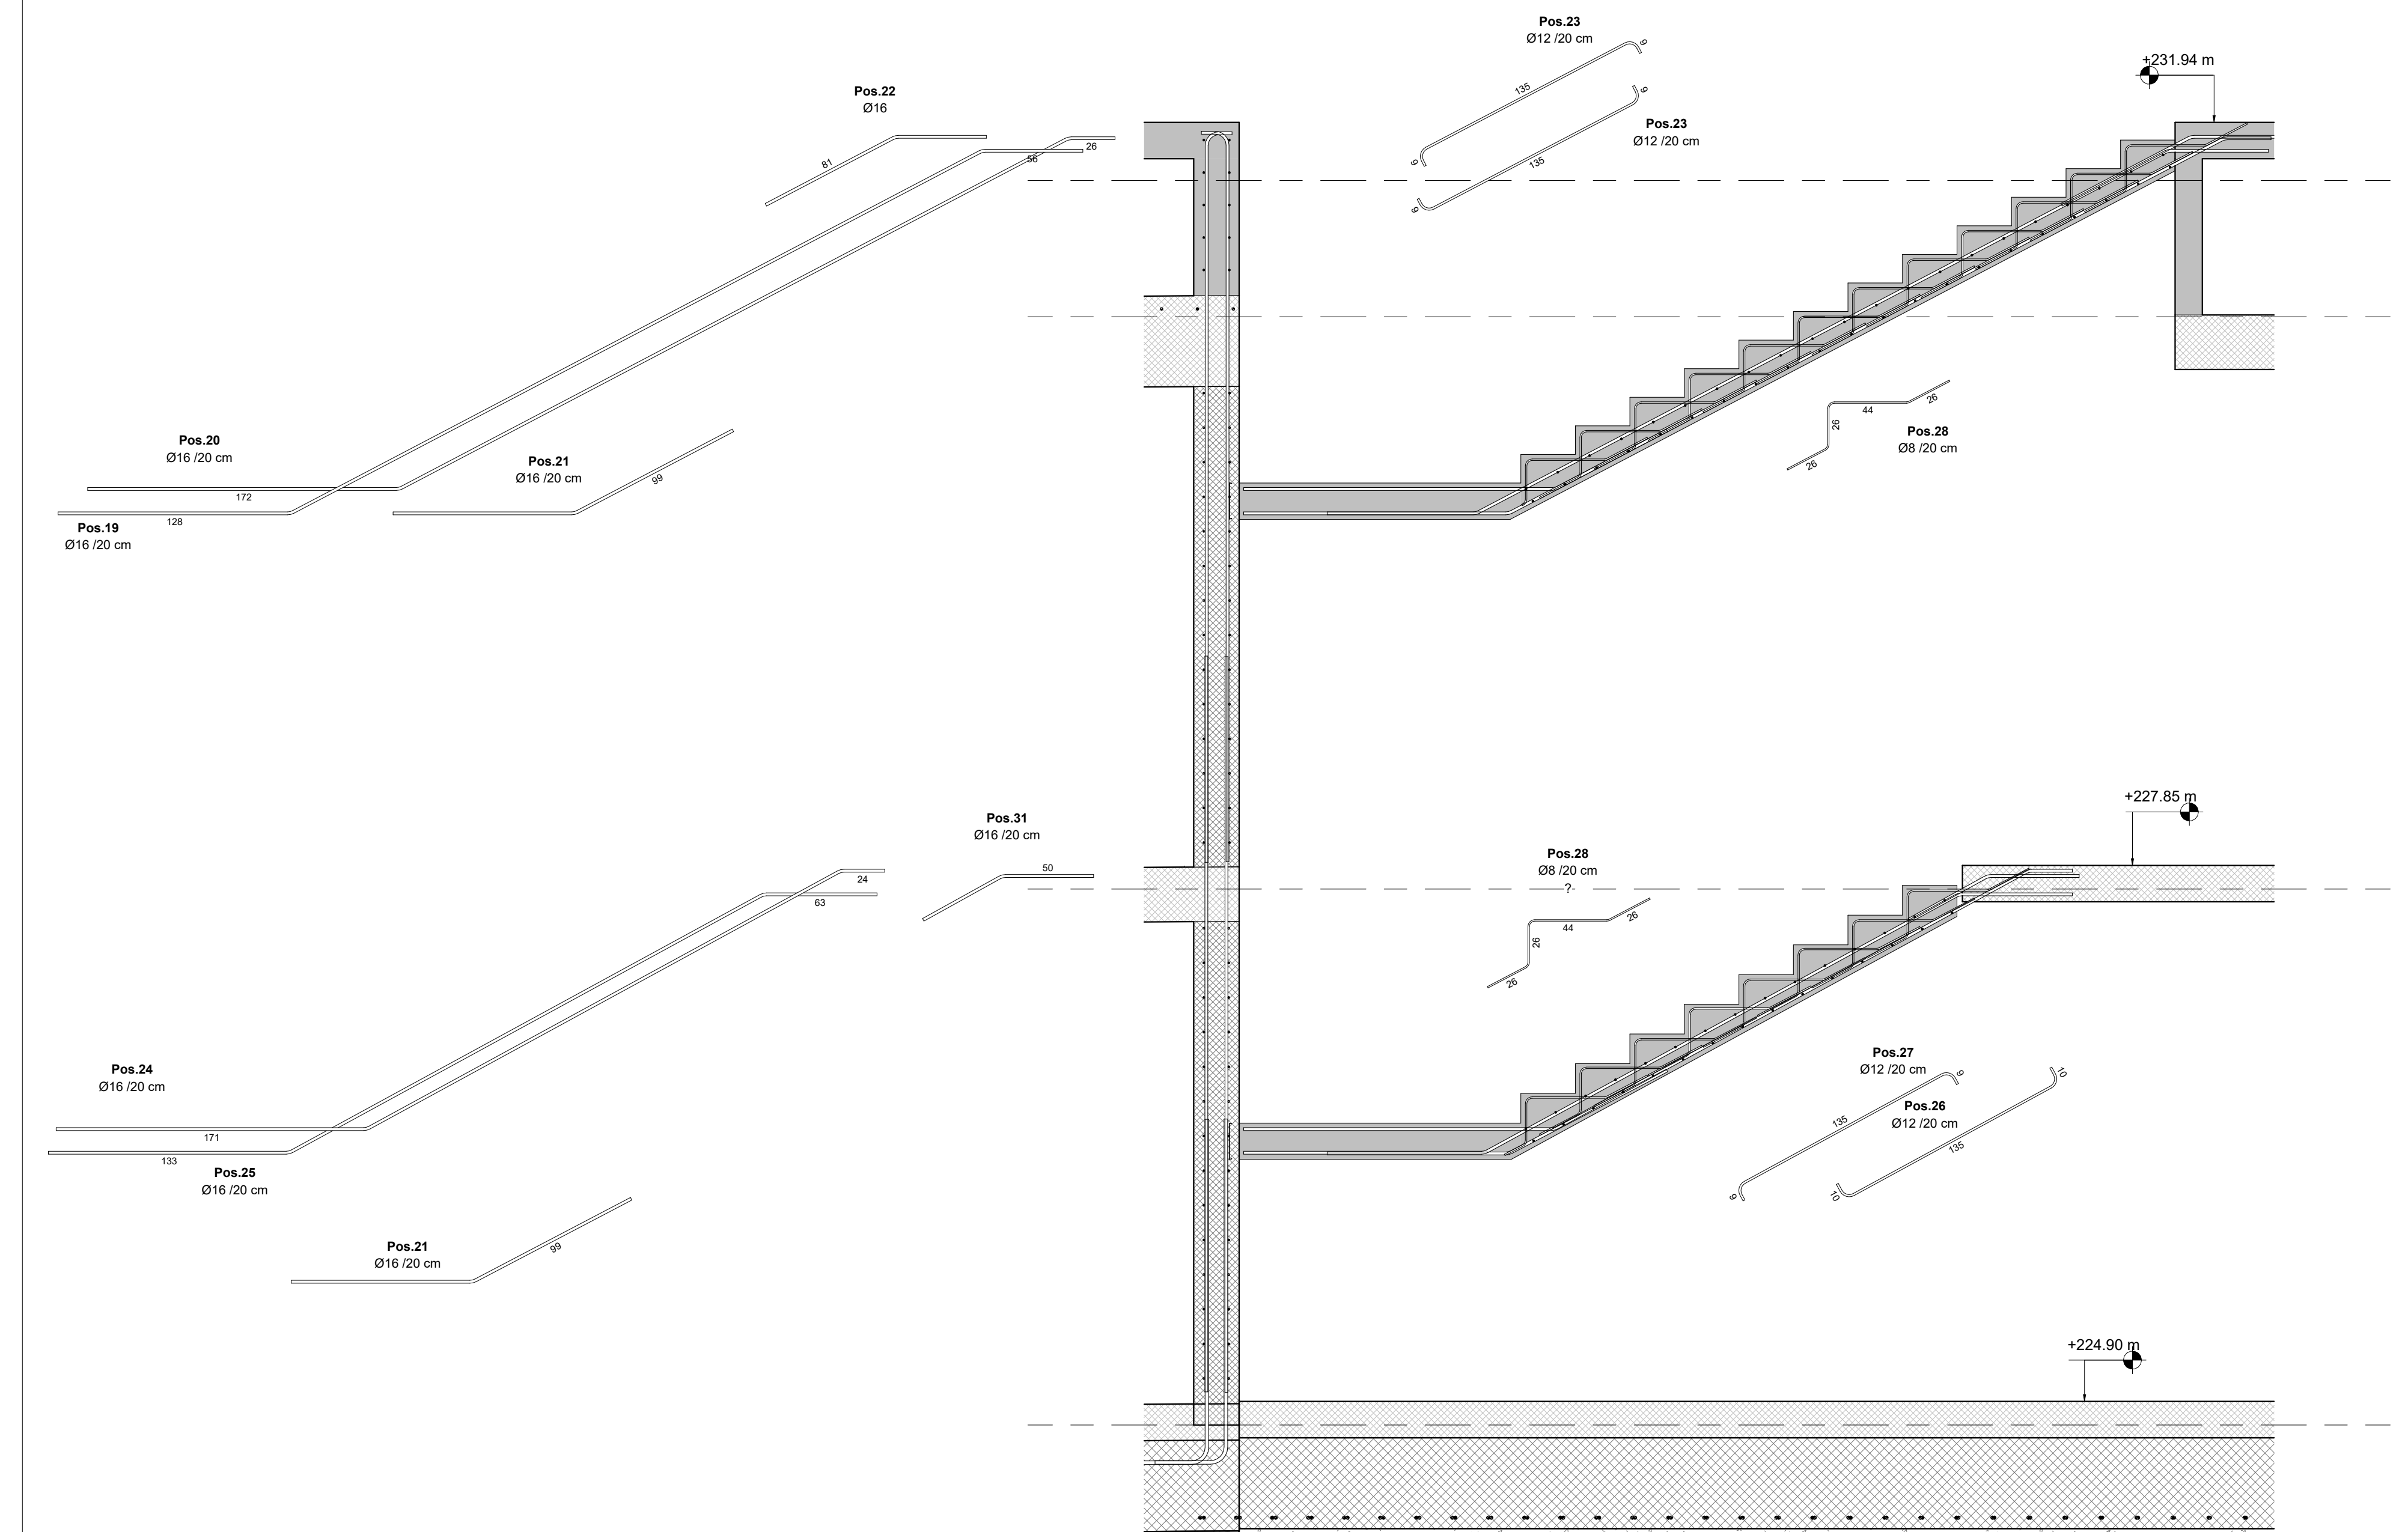 Pos.23
Ø12 /20 cm
9
135
9
+231.94 m
Pos.22
Ø16
81
9
Pos.23
Ø12 /20 cm
135
9
26
56
Pos.20
Ø16 /20 cm
172
Pos.21
Ø16 /20 cm
99
Pos.19
Ø16 /20 cm
128
26
44
26
26
Pos.28
Ø8 /20 cm
+227.85 m
Pos.31
Ø16 /20 cm
50
24
63
Pos.28
Ø8 /20 cm
?
26
44
26
26
Pos.24
Ø16 /20 cm
171
133
Pos.25
Ø16 /20 cm
Pos.27
Ø12 /20 cm
9
135
9
Pos.26
Ø12 /20 cm
10
135
10
Pos.21
Ø16 /20 cm
99
+224.90 m